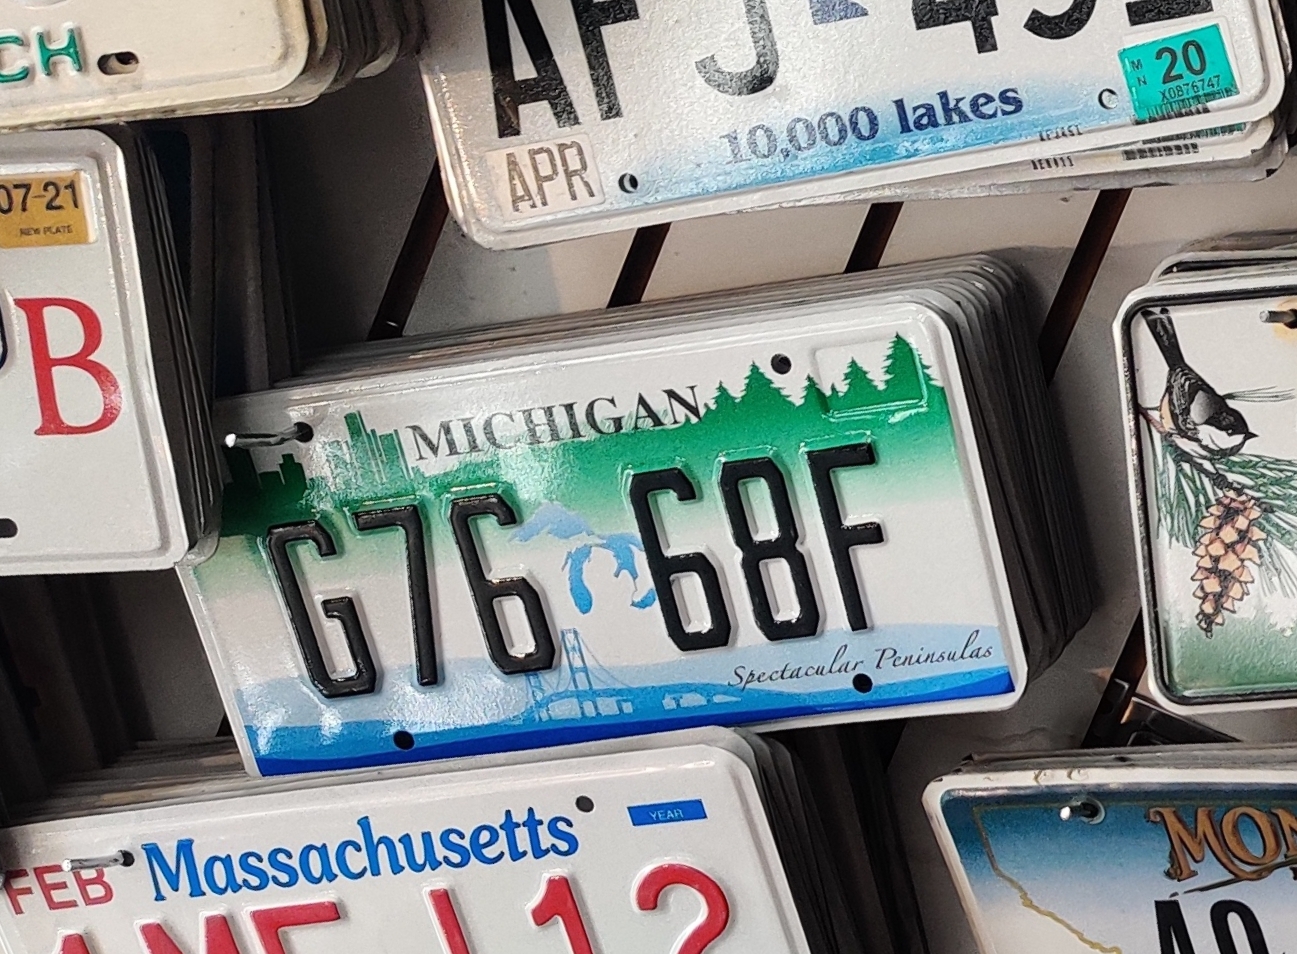 CH
07-21
NEW PLATE
B
AFJ 492
MN 20
X0876747
10,000 lakes
APR
MICHIGAN
G76 68F
Spectacular Peninsulas
Massachusetts
YEAR
FEB